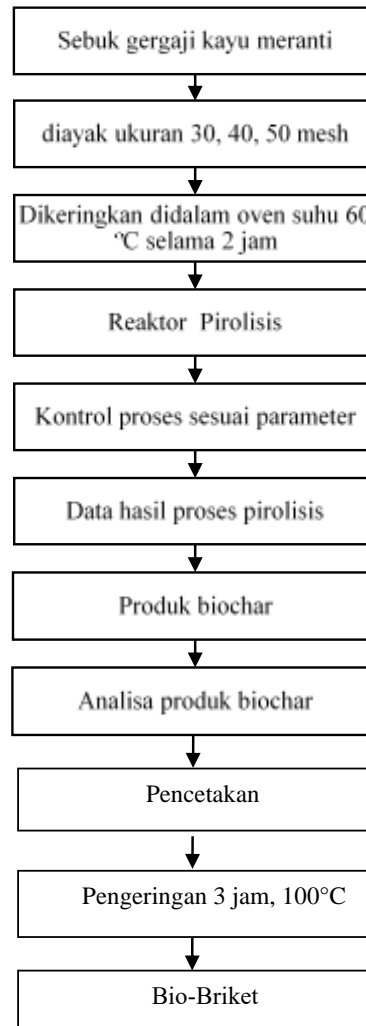 Sebuk gergaji kayu meranti
diayak ukuran 30, 40, 50 mesh
Dikeringkan didalam oven suhu 60
°C selama 2 jam
Reaktor Pirolisis
Kontrol proses sesuai parameter
Data hasil proses pirolisis
Produk biochar
Analisa produk biochar
Pencetakan
Pengeringan 3 jam, 100°C
Bio-Briket